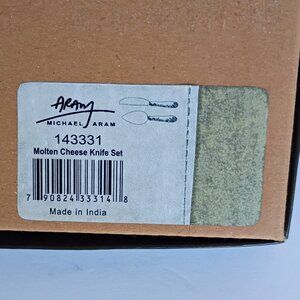 ARAM
MICHAEL ARAM
143331
Molten Cheese Knife Set
7 90824 33314 8
Made in India